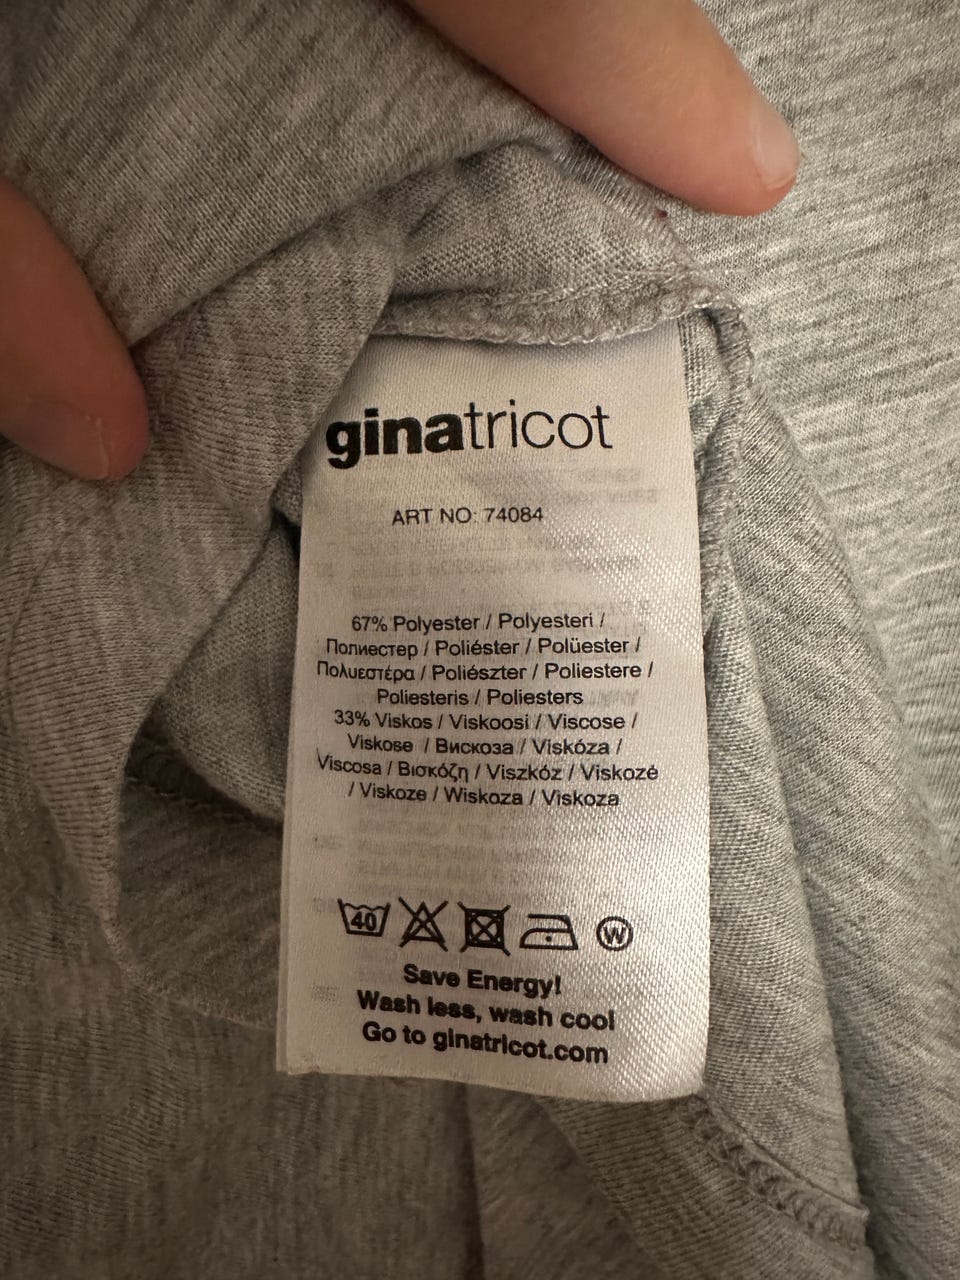 ginatricot
ART NO: 74084
67% Polyester / Polyesteri /
Полиестер / Poliéster / Polüester /
Πολυεστέρα / Poliészter / Poliestere /
Poliesteris / Poliesters
33% Viskos / Viskoosi / Viscose /
Viskose / Вискоза / Viskóza /
Viscosa / Βισκόζη / Viszkóz / Viskozė
/ Viskoze / Wiskoza / Viskoza
40 W
Save Energy!
Wash less, wash cool
Go to ginatricot.com